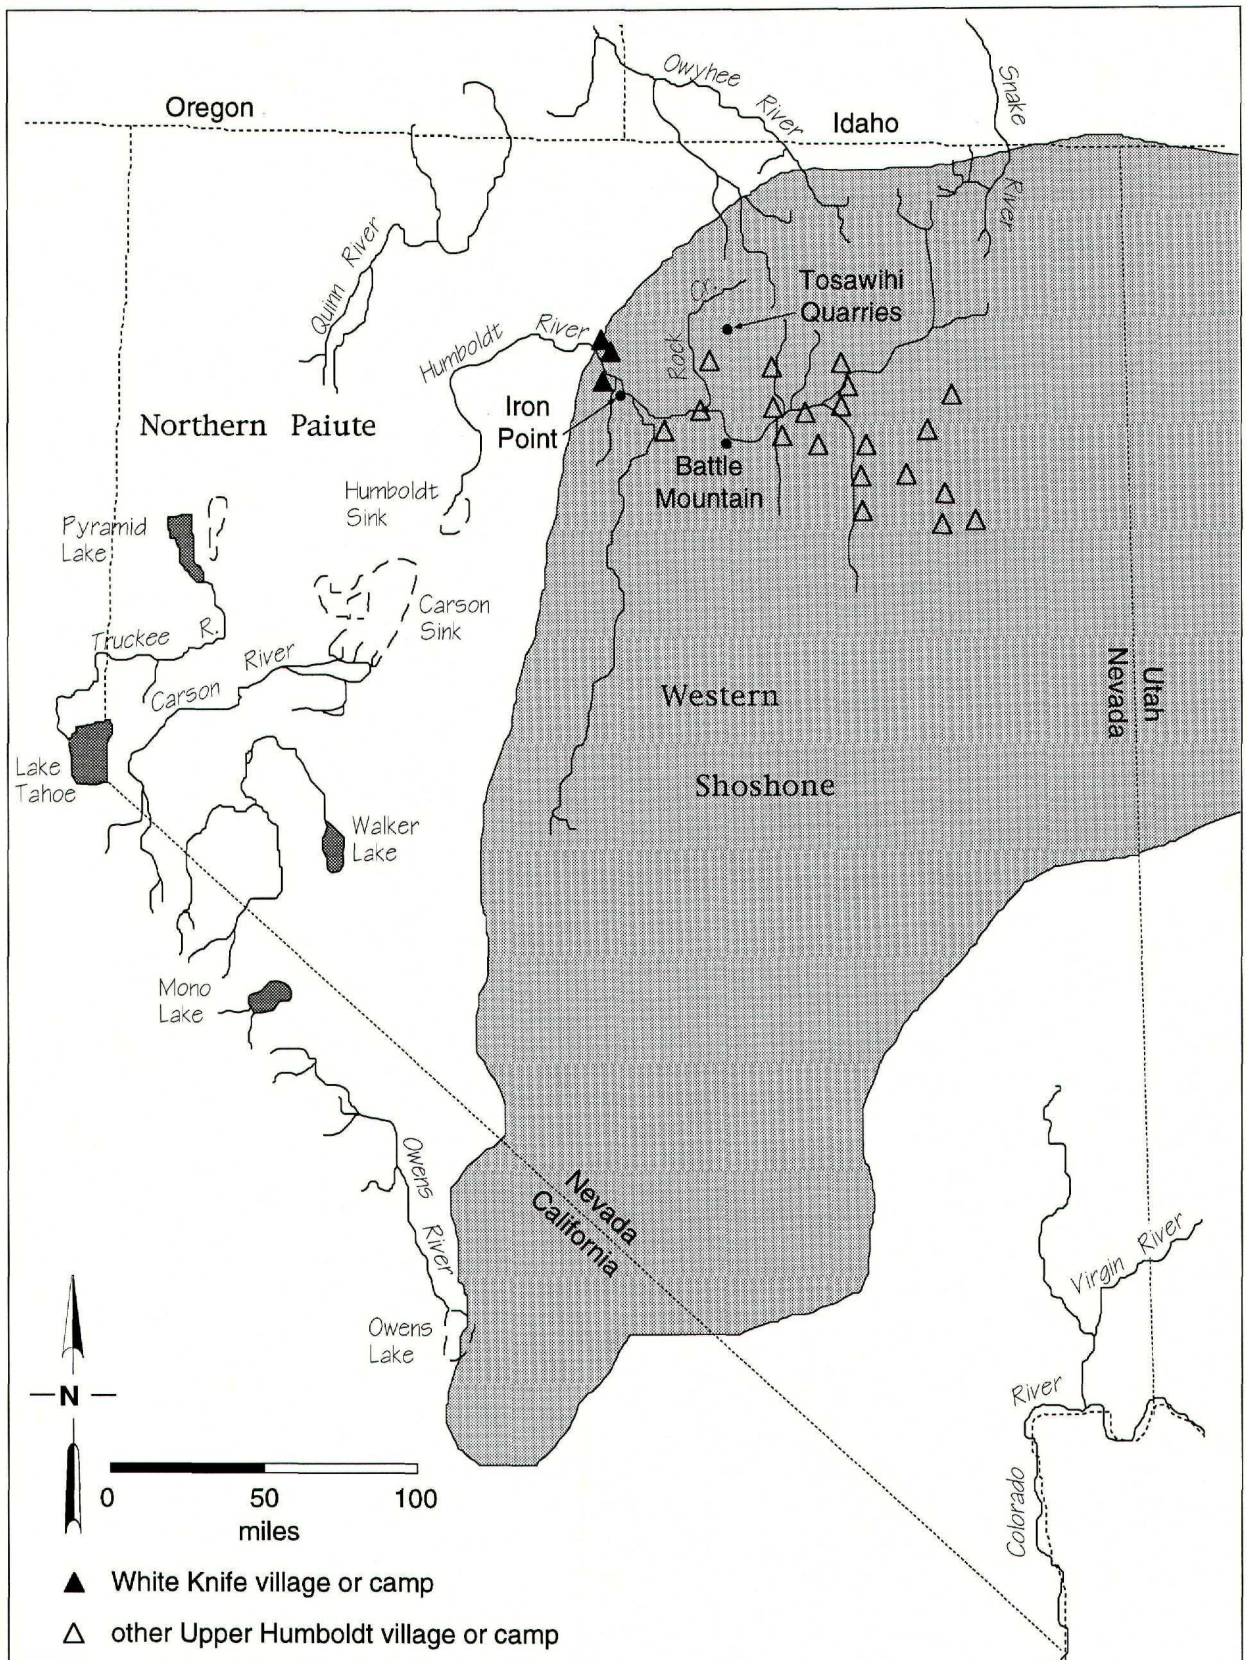 Oregon
Idaho
Owyhee River
Snake River
Quinn River
Humboldt River
Rock Cr.
Tosawihi
Quarries
Iron
Point
Northern Paiute
Battle
Mountain
Humboldt
Sink
Pyramid
Lake
Carson
Sink
Truckee R.
Carson River
Western
Shoshone
Utah
Nevada
Lake
Tahoe
Walker
Lake
Mono
Lake
Owens River
Nevada
California
Owens
Lake
Virgin River
Colorado River
N
0 50 100
miles
White Knife village or camp
other Upper Humboldt village or camp